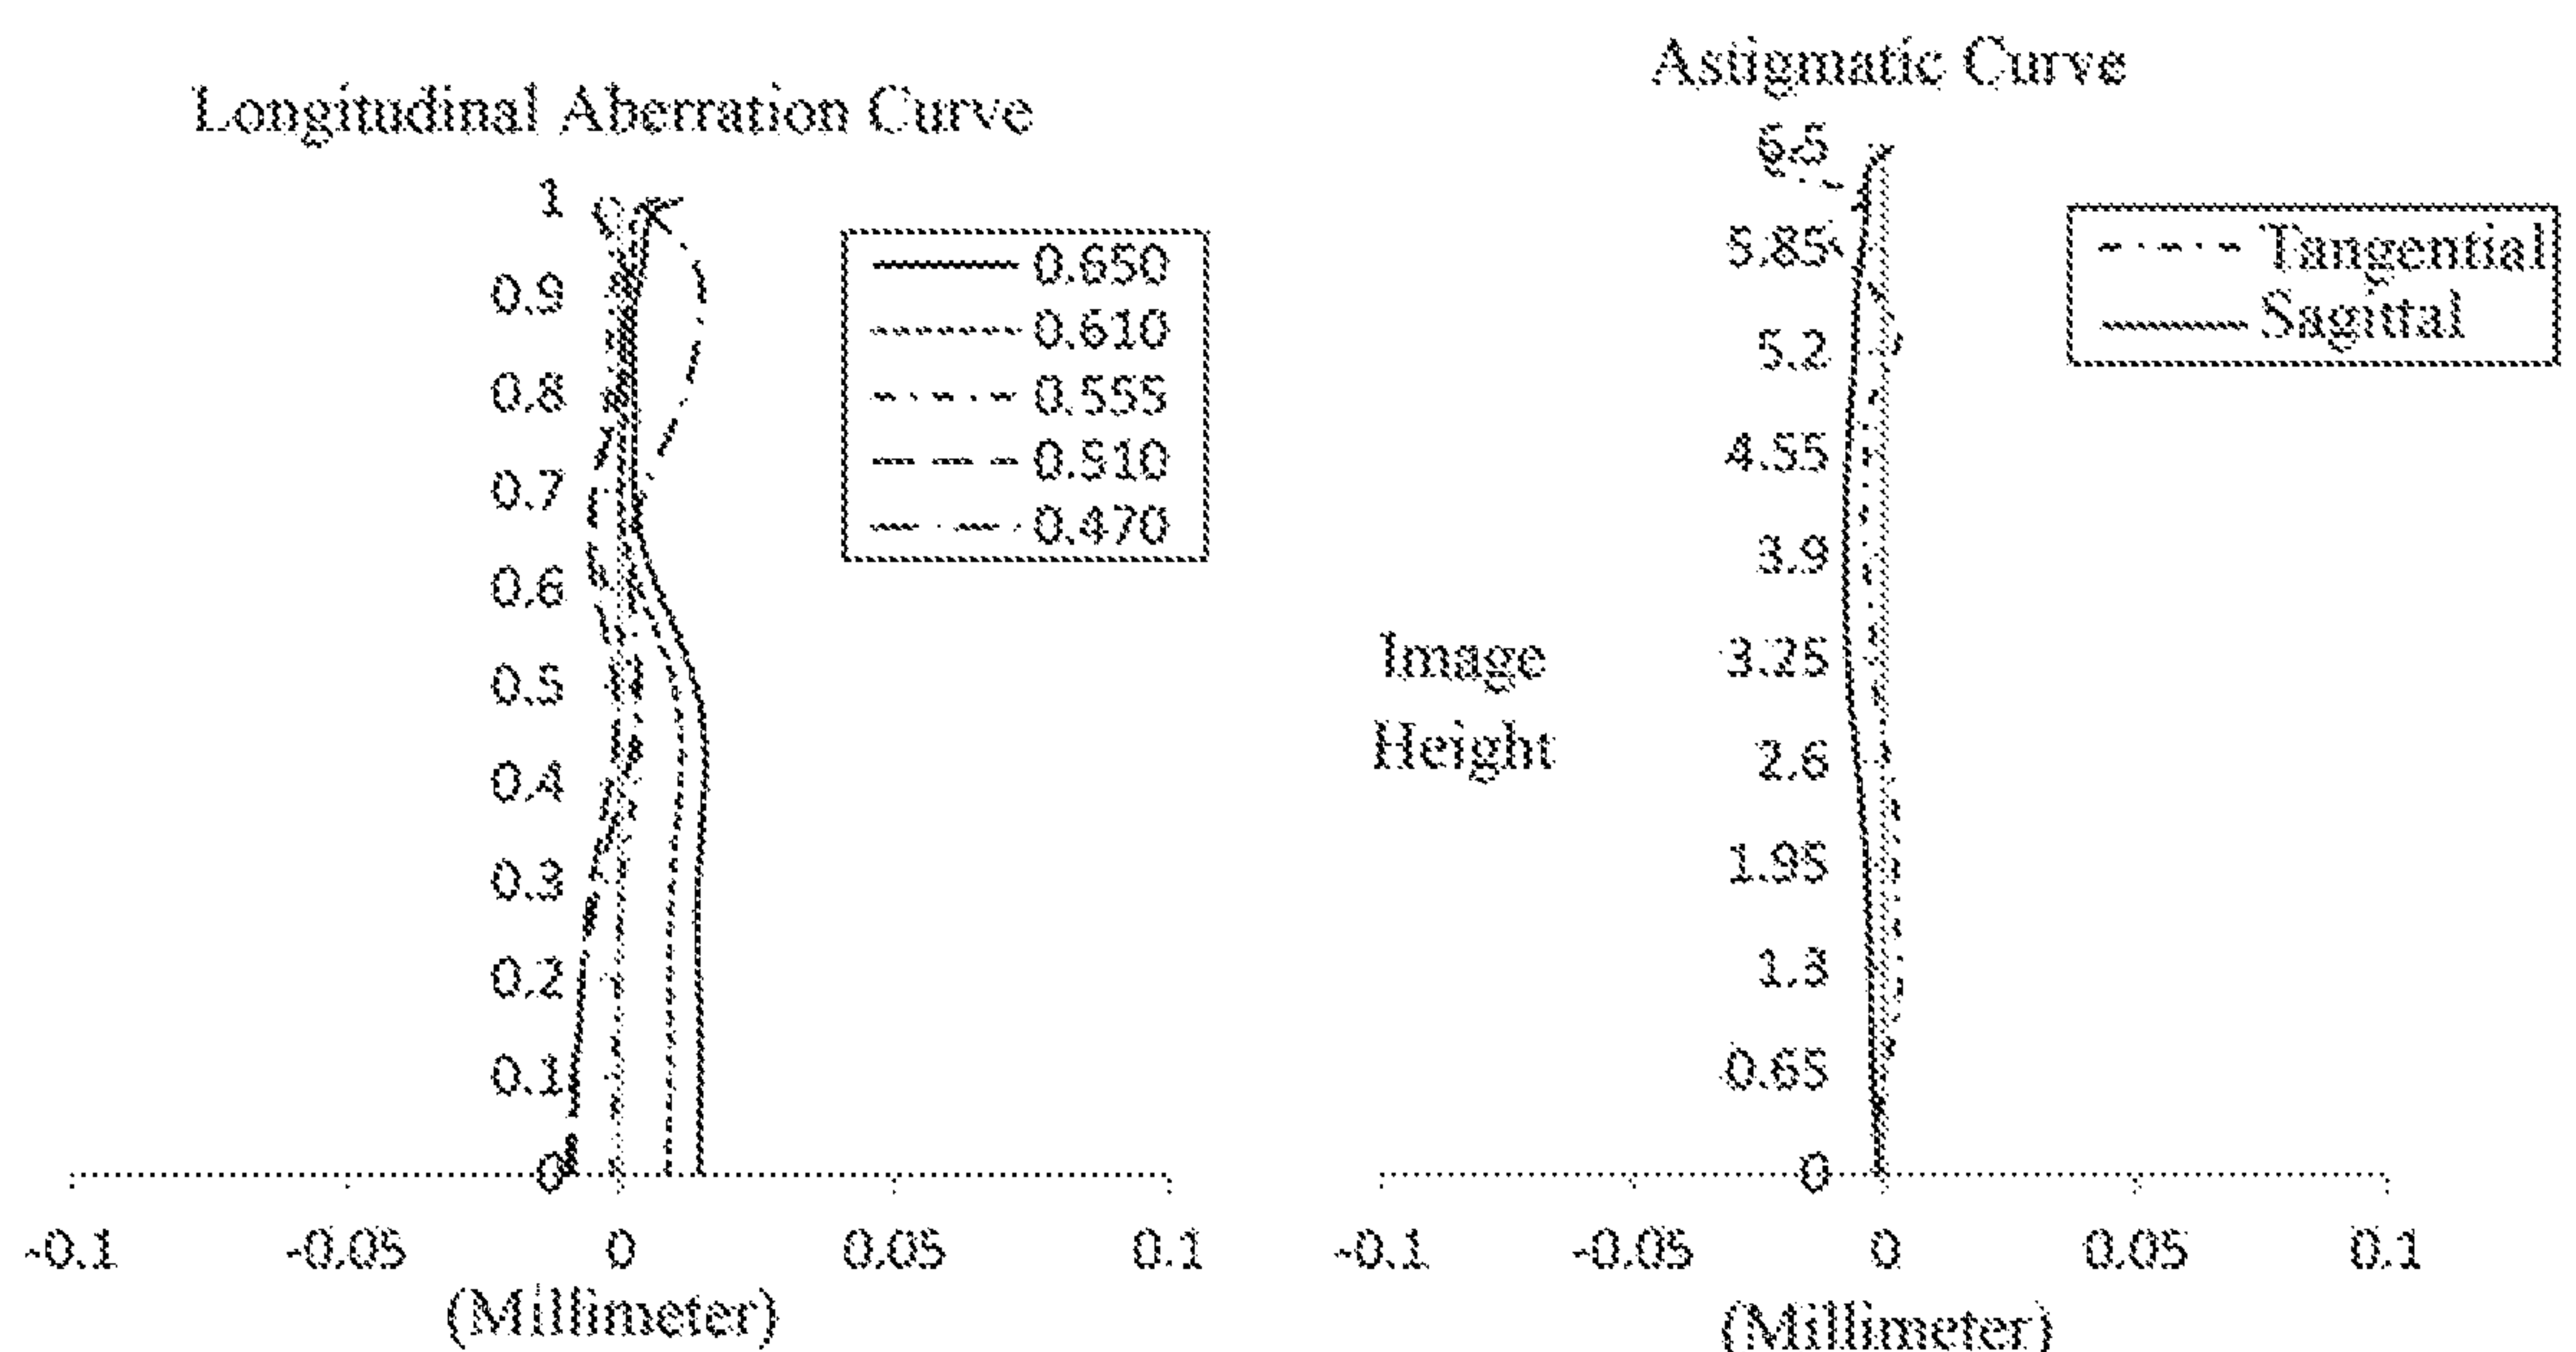 Longitudinal Aberration Curve
1
0.9
0.8
0.7
0.6
0.5
0.4
0.3
0.2
0.1
0
-0.1 -0.05 0 0.05 0.1
(Millimeter)
0.650
0.610
0.555
0.510
0.470
Astigmatic Curve
6.5
5.85
5.2
4.55
3.9
3.25
2.6
1.95
1.3
0.65
0
Image
Height
-0.1 -0.05 0 0.05 0.1
(Millimeter)
Tangential
Sagittal